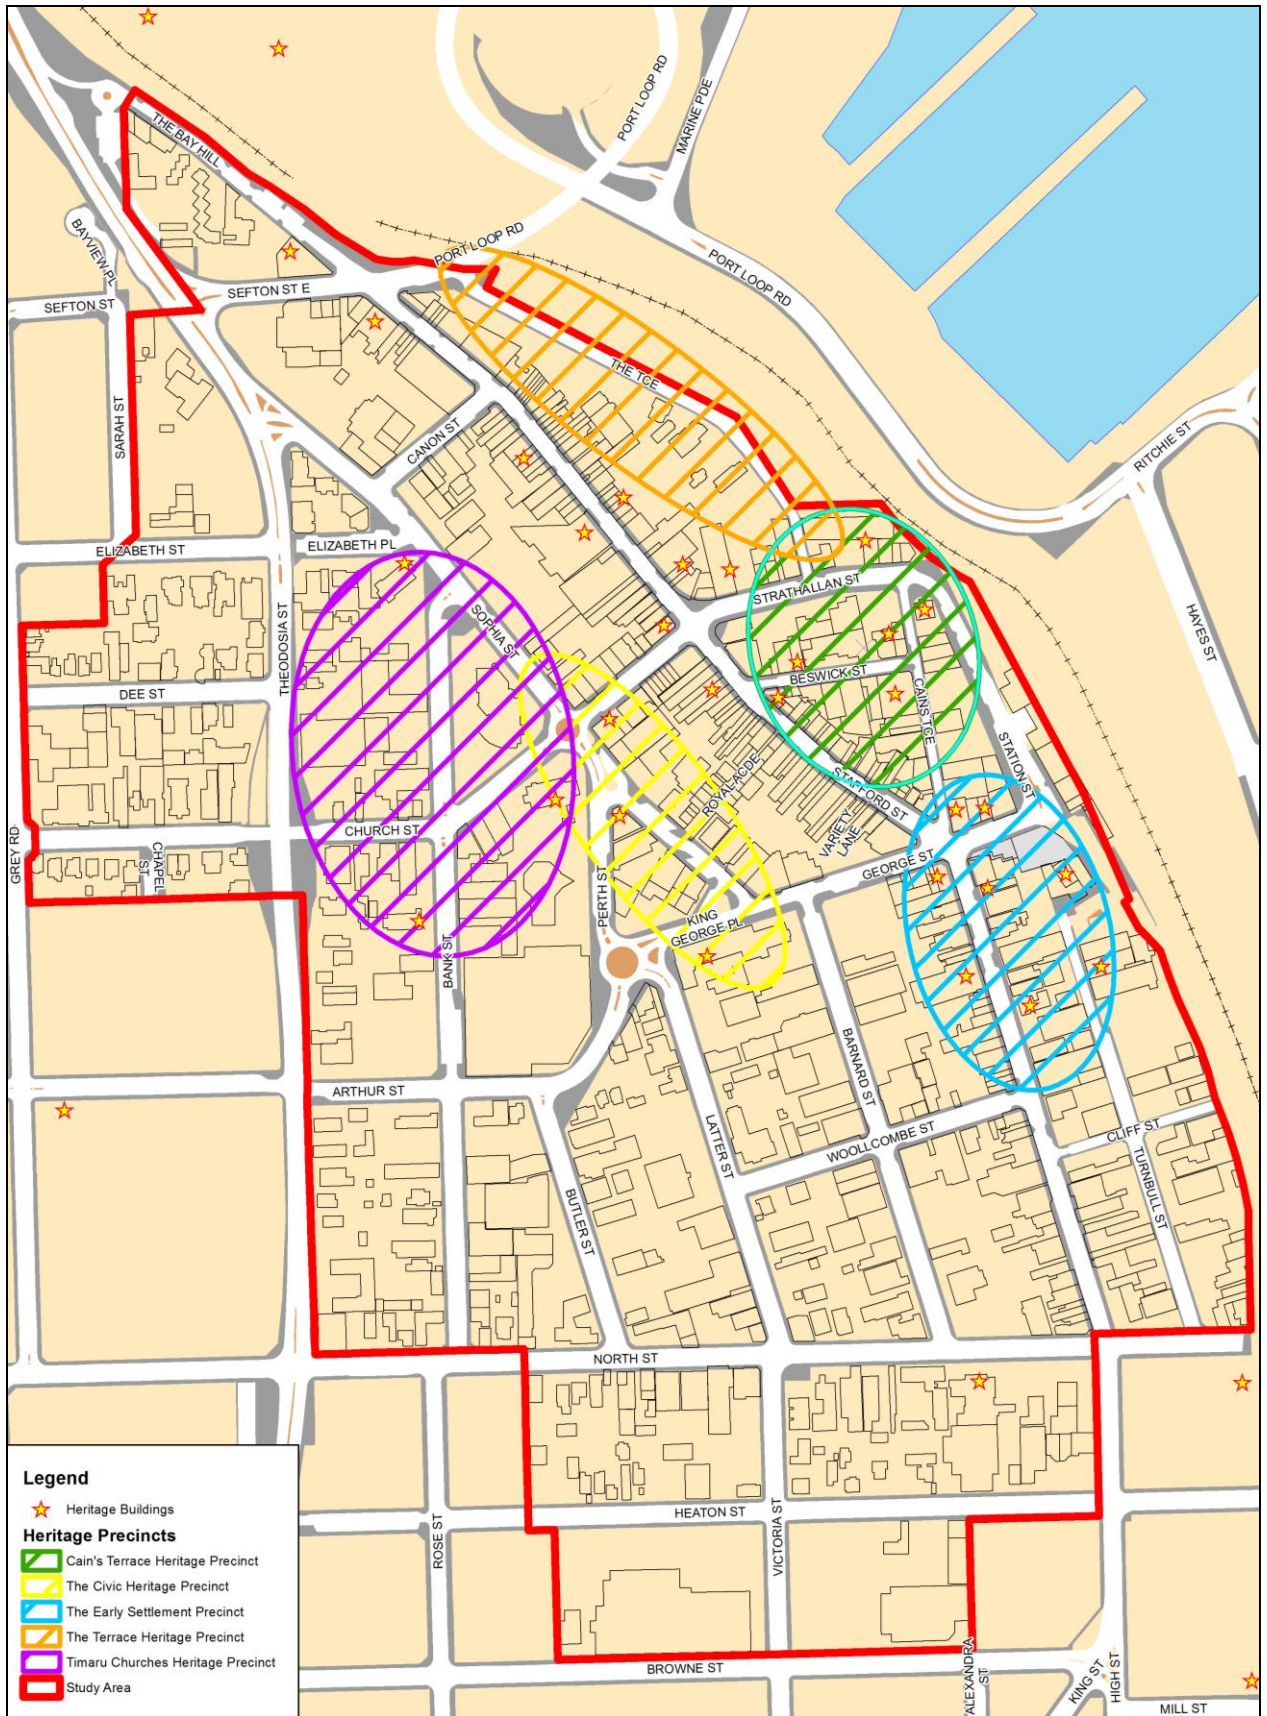 PORT LOOP RD
MARINE PDE
THE BAY HILL
BAYVIEW PL
PORT LOOP RD
PORT LOOP RD
SEFTON ST
SEFTON ST E
THE TCE
SARAH ST
CANON ST
RITCHIE ST
ELIZABETH ST
ELIZABETH PL
STRATHALLAN ST
SOPHIA ST
HAYES ST
THEODOSIA ST
DEE ST
BESWICK ST
CAINS TCE
STATION ST
ROYAL ACDE
STAFFORD ST
VARIETY
LANE
GREY RD
CHURCH ST
CHAPEL
ST
GEORGE ST
PERTH ST
KING
GEORGE PL
BANK ST
BARNARD ST
ARTHUR ST
LATTER ST
WOOLLCOMBE ST
CLIFF ST
TURNBULL ST
BUTLER ST
NORTH ST
HEATON ST
ROSE ST
VICTORIA ST
BROWNE ST
ALEXANDRA
ST
KING ST
HIGH ST
MILL ST
Legend
Heritage Buildings
Heritage Precincts
Cain's Terrace Heritage Precinct
The Civic Heritage Precinct
The Early Settlement Precinct
The Terrace Heritage Precinct
Timaru Churches Heritage Precinct
Study Area